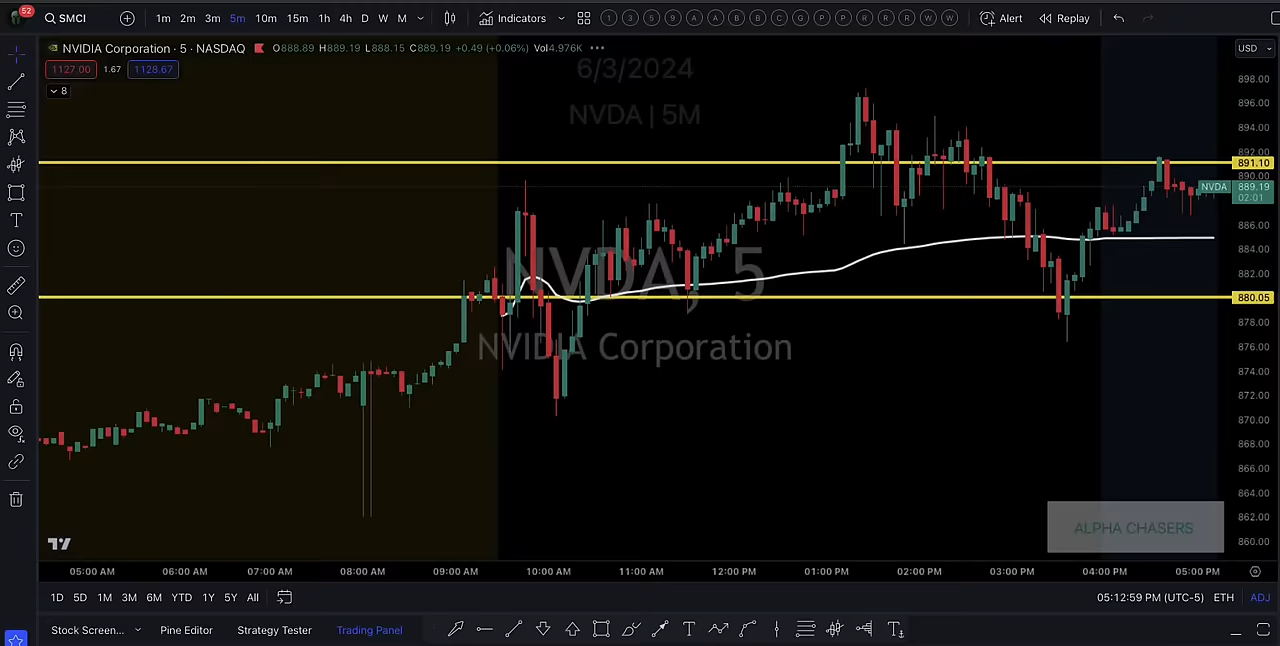 52
SMCI
1m 2m 3m 5m 10m 15m 1h 4h D W M
Indicators
1 3 5 9 A A B B C G P P R R R W W
Alert
Replay
NVIDIA Corporation · 5 · NASDAQ
O888.89 H889.19 L888.15 C889.19 +0.49 (+0.06%) Vol4.976K
USD
1127.00 1.67 1128.67
8
6/3/2024
NVDA | 5M
NVDA, 5
NVIDIA Corporation
898.00
896.00
894.00
892.00
891.10
890.00
NVDA 889.19
02:01
886.00
884.00
882.00
880.05
878.00
876.00
874.00
872.00
870.00
868.00
866.00
864.00
862.00
860.00
ALPHA CHASERS
05:00 AM 06:00 AM 07:00 AM 08:00 AM 09:00 AM 10:00 AM 11:00 AM 12:00 PM 01:00 PM 02:00 PM 03:00 PM 04:00 PM 05:00 PM
1D 5D 1M 3M 6M YTD 1Y 5Y All
05:12:59 PM (UTC-5) ETH ADJ
Stock Screen... Pine Editor Strategy Tester Trading Panel